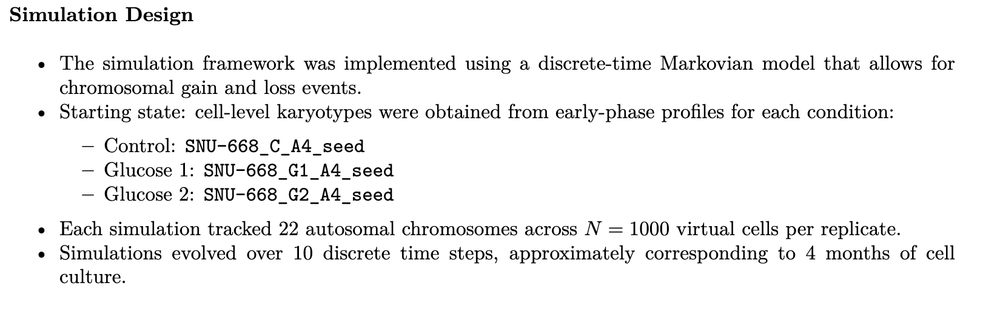 Simulation Design
• The simulation framework was implemented using a discrete-time Markovian model that allows for
chromosomal gain and loss events.
• Starting state: cell-level karyotypes were obtained from early-phase profiles for each condition:
– Control: SNU-668_C_A4_seed
– Glucose 1: SNU-668_G1_A4_seed
– Glucose 2: SNU-668_G2_A4_seed
• Each simulation tracked 22 autosomal chromosomes across N = 1000 virtual cells per replicate.
• Simulations evolved over 10 discrete time steps, approximately corresponding to 4 months of cell
culture.